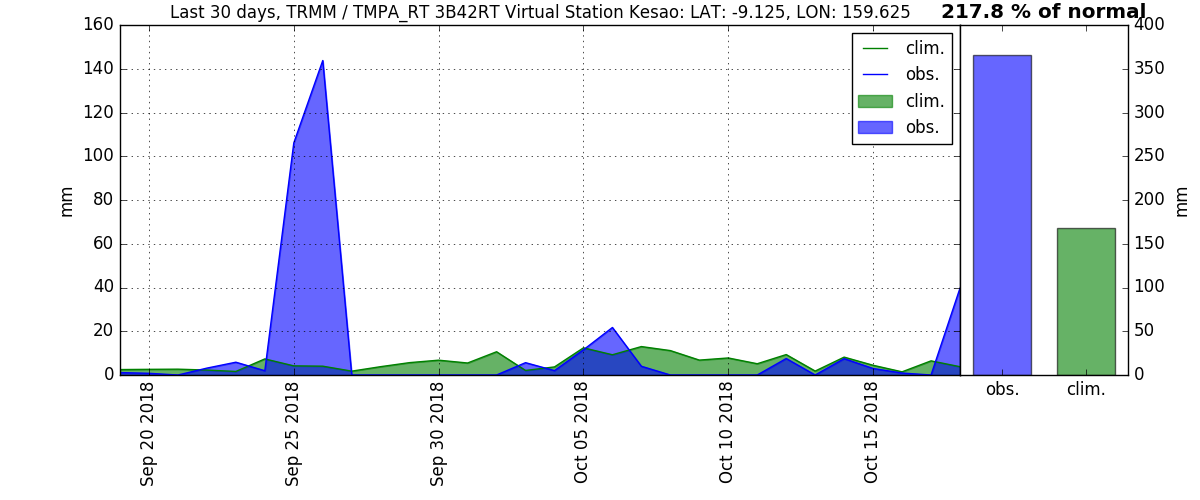 Last 30 days, TRMM / TMPA_RT 3B42RT Virtual Station Kesao: LAT: -9.125, LON: 159.625
217.8 % of normal
160
140
120
100
80
60
40
20
0
mm
clim.
obs.
clim.
obs.
400
350
300
250
200
150
100
50
0
mm
Sep 20 2018
Sep 25 2018
Sep 30 2018
Oct 05 2018
Oct 10 2018
Oct 15 2018
obs.
clim.